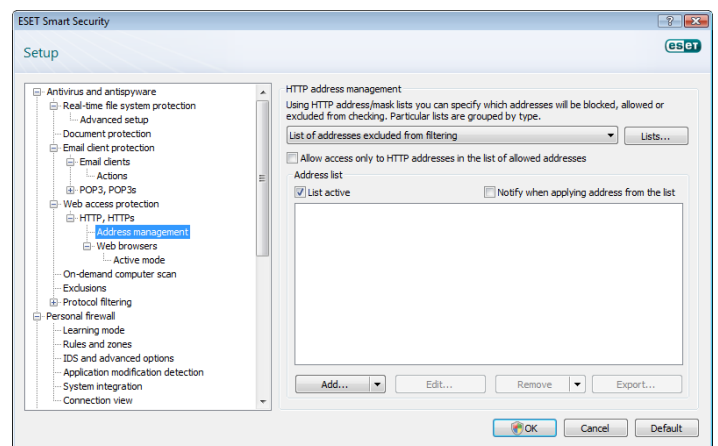 ESET Smart Security
Setup
eseT
Antivirus and antispyware
Real-time file system protection
Advanced setup
Document protection
Email client protection
Email clients
Actions
POP3, POP3s
Web access protection
HTTP, HTTPs
Address management
Web browsers
Active mode
On-demand computer scan
Exclusions
Protocol filtering
Personal firewall
Learning mode
Rules and zones
IDS and advanced options
Application modification detection
System integration
Connection view
HTTP address management
Using HTTP address/mask lists you can specify which addresses will be blocked, allowed or
excluded from checking. Particular lists are grouped by type.
List of addresses excluded from filtering
Lists...
Allow access only to HTTP addresses in the list of allowed addresses
Address list
List active
Notify when applying address from the list
Add...
Edit...
Remove
Export...
OK
Cancel
Default